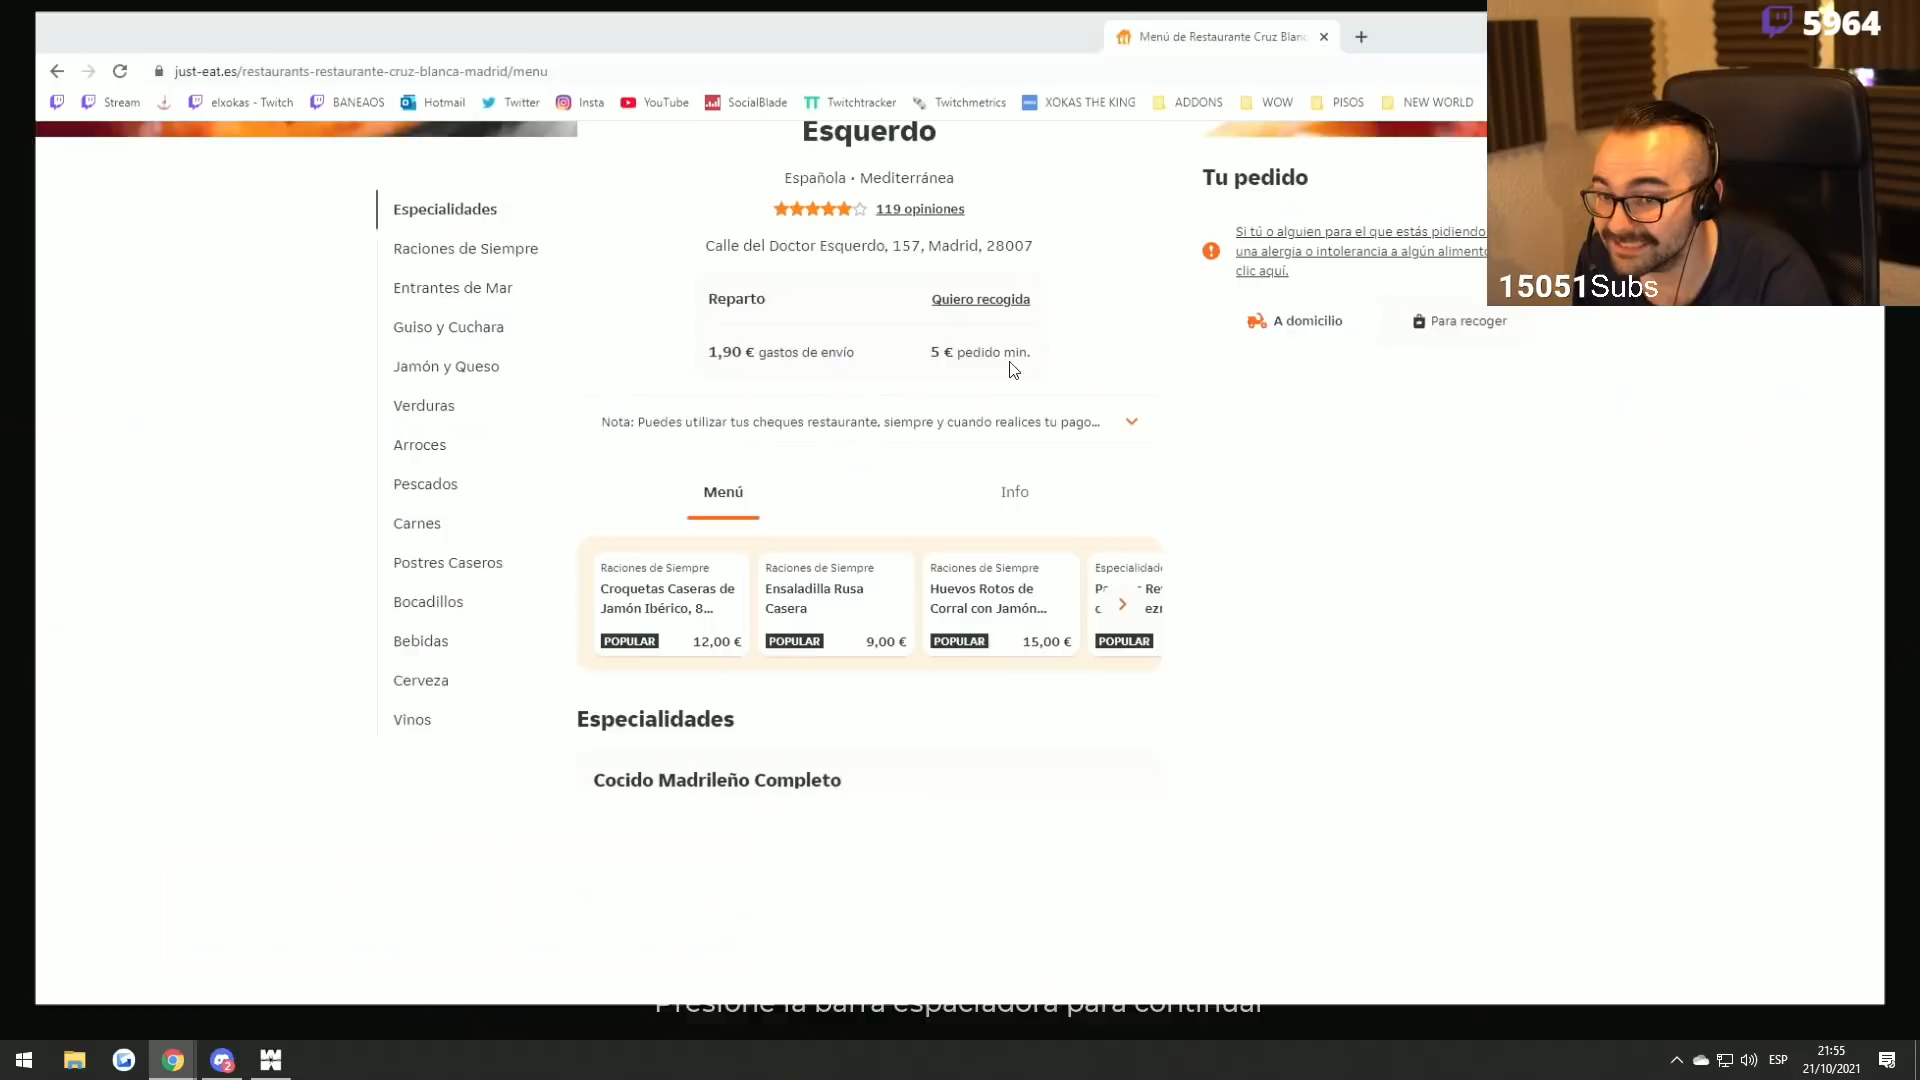 Menú de Restaurante Cruz Blanc
5964
just-eat.es/restaurants-restaurante-cruz-blanca-madrid/menu
Stream
elxokas - Twitch
BANEAOS
Hotmail
Twitter
Insta
YouTube
SocialBlade
TT Twitchtracker
Twitchmetrics
XOKAS THE KING
ADDONS
WOW
PISOS
NEW WORLD
Esquerdo
Española • Mediterránea
119 opiniones
Calle del Doctor Esquerdo, 157, Madrid, 28007
Reparto
Quiero recogida
1,90 € gastos de envío
5 € pedido min.
Nota: Puedes utilizar tus cheques restaurante, siempre y cuando realices tu pago...
Menú
Info
Especialidades
Raciones de Siempre
Entrantes de Mar
Guiso y Cuchara
Jamón y Queso
Verduras
Arroces
Pescados
Carnes
Postres Caseros
Bocadillos
Bebidas
Cerveza
Vinos
Raciones de Siempre
Croquetas Caseras de
Jamón Ibérico, 8...
POPULAR 12,00 €
Raciones de Siempre
Ensaladilla Rusa
Casera
POPULAR 9,00 €
Raciones de Siempre
Huevos Rotos de
Corral con Jamón...
POPULAR 15,00 €
Especialidade
POPULAR
Especialidades
Cocido Madrileño Completo
Tu pedido
Si tú o alguien para el que estás pidiendo
una alergia o intolerancia a algún alimento
clic aquí.
A domicilio
Para recoger
15051Subs
Presione la barra espaciadora para continuar
2
ESP
21:55
21/10/2021